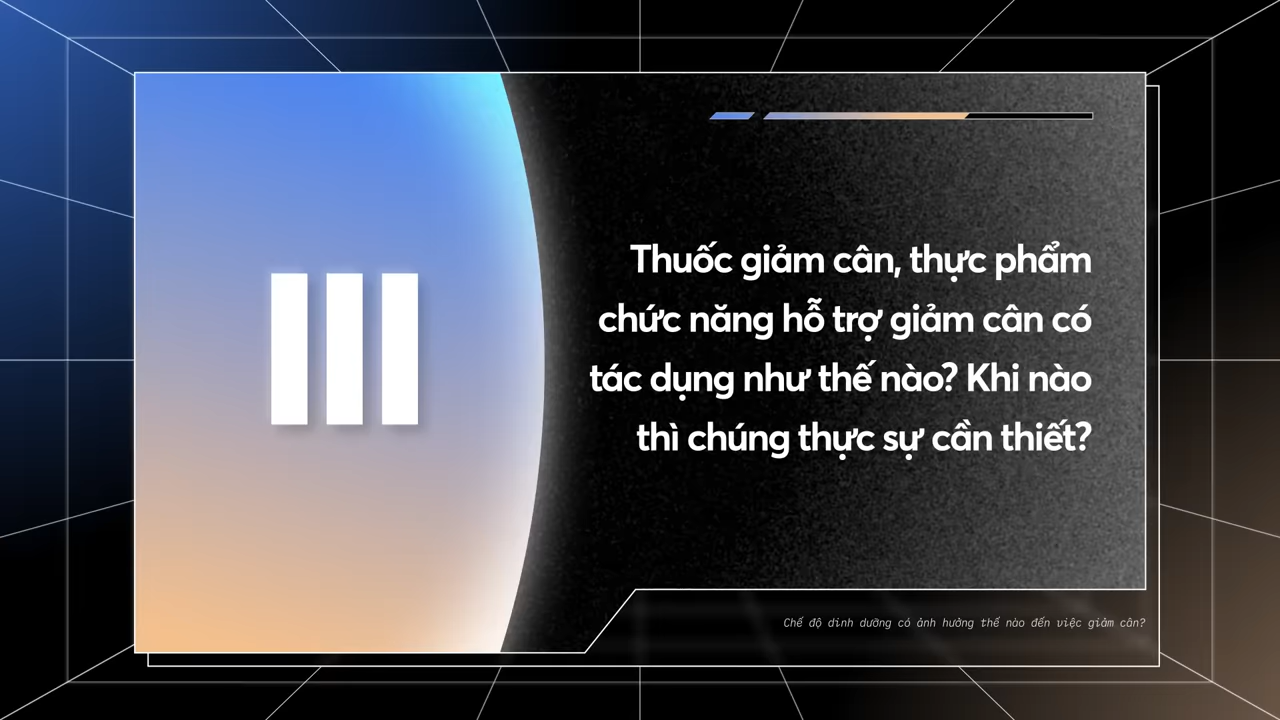 III
Thuốc giảm cân, thực phẩm
chức năng hỗ trợ giảm cân có
tác dụng như thế nào? Khi nào
thì chúng thực sự cần thiết?
Chế độ dinh dưỡng có ảnh hưởng thế nào đến việc giảm cân?